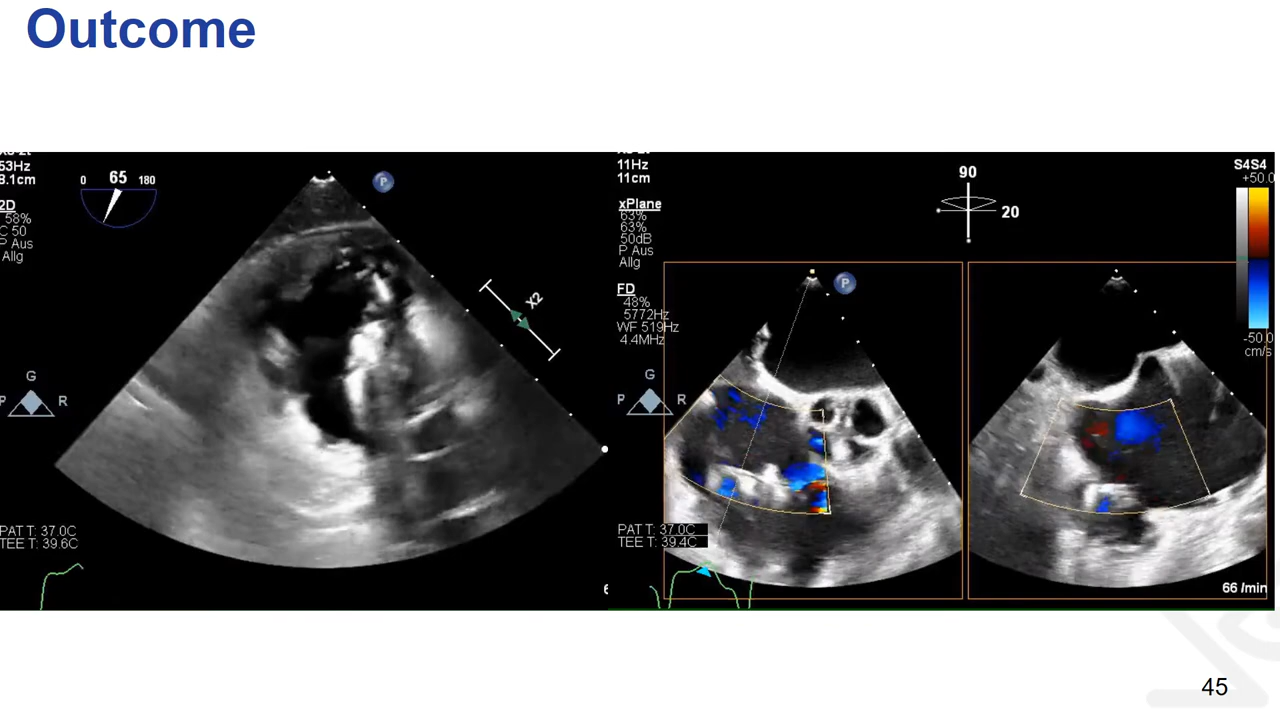 Outcome
53Hz
8.1cm
0 65 180
P
2D
58%
C 50
P Aus
Allg
X2
G
P R
PAT T: 37.0C
TEE T: 39.6C
11Hz
11cm
90
20
S4S4
+50.0
xPlane
63%
63%
50dB
P Aus
Allg
P
FD
48%
5772Hz
WF 519Hz
4.4MHz
-50.0
cm/s
G
P R
PAT T: 37.0C
TEE T: 39.4C
66 /min
45